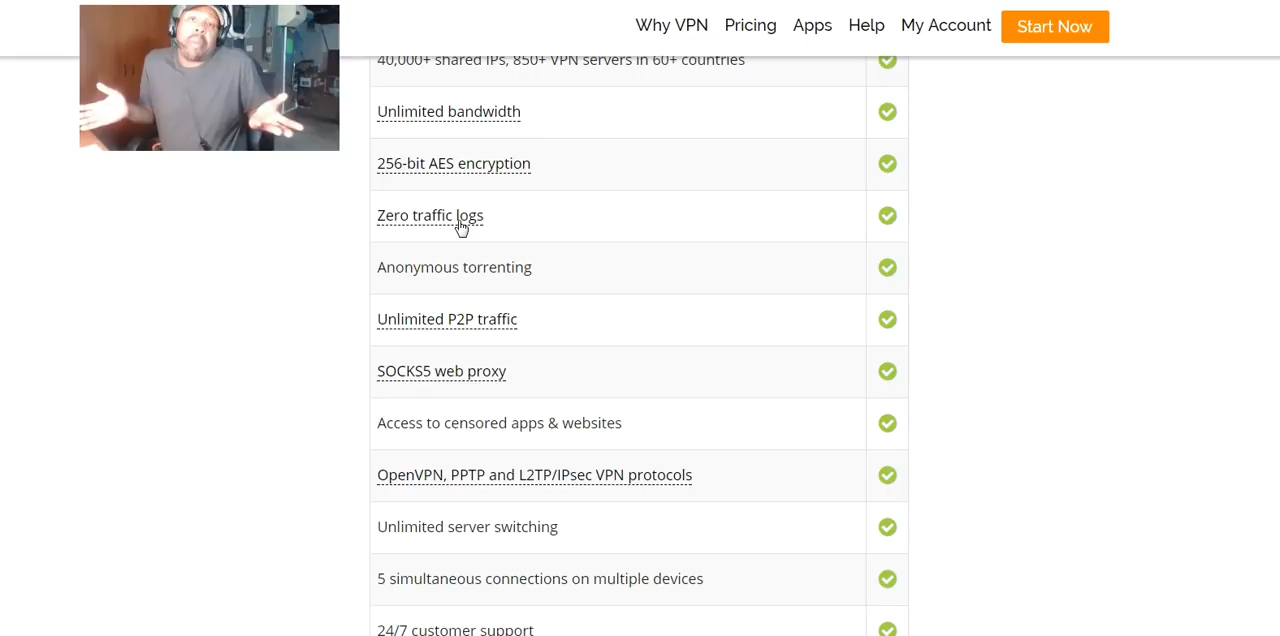 Why VPN Pricing Apps Help My Account Start Now
40,000+ shared IPs, 850+ VPN servers in 60+ countries
Unlimited bandwidth
256-bit AES encryption
Zero traffic logs
Anonymous torrenting
Unlimited P2P traffic
SOCKS5 web proxy
Access to censored apps & websites
OpenVPN, PPTP and L2TP/IPsec VPN protocols
Unlimited server switching
5 simultaneous connections on multiple devices
24/7 customer support